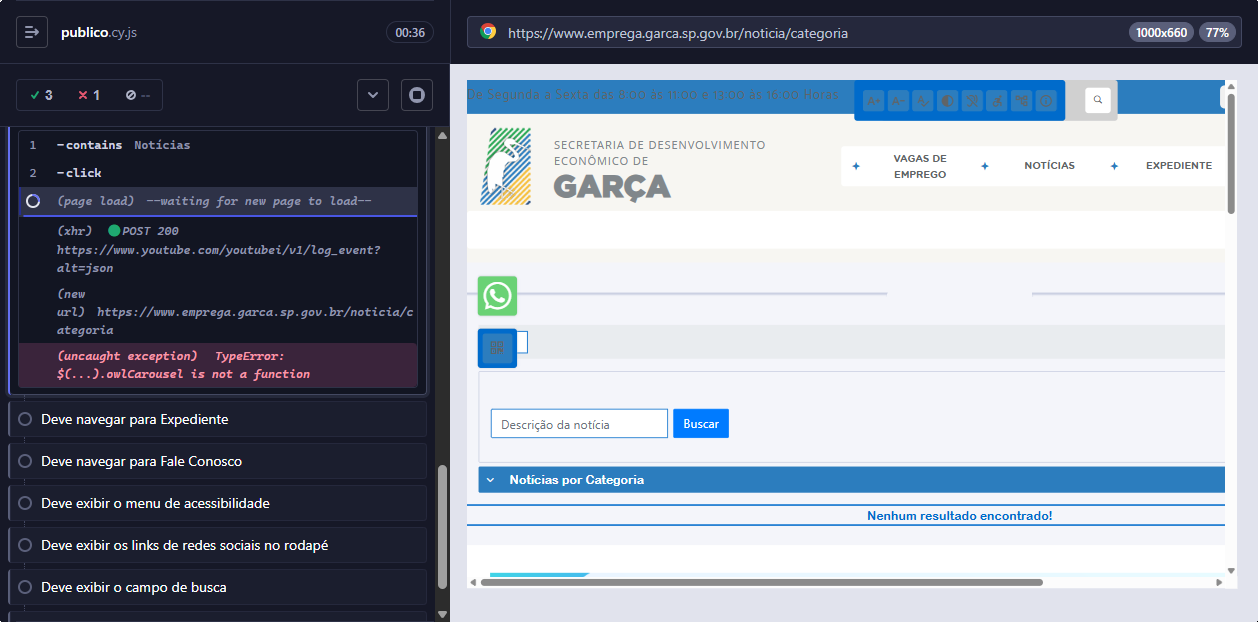 publico.cy.js
00:36
3
1
--
1 -contains Notícias
2 -click
(page load) --waiting for new page to load--
(xhr) POST 200
https://www.youtube.com/youtubei/v1/log_event?
alt=json
(new
url) https://www.emprega.garca.sp.gov.br/noticia/c
ategoria
(uncaught exception) TypeError:
$(...).owlCarousel is not a function
Deve navegar para Expediente
Deve navegar para Fale Conosco
Deve exibir o menu de acessibilidade
Deve exibir os links de redes sociais no rodapé
Deve exibir o campo de busca
https://www.emprega.garca.sp.gov.br/noticia/categoria
1000x660
77%
De Segunda a Sexta das 8:00 às 11:00 e 13:00 às 16:00 Horas
A+
A-
SECRETARIA DE DESENVOLVIMENTO
ECONÔMICO DE
GARÇA
VAGAS DE
EMPREGO
NOTÍCIAS
EXPEDIENTE
Descrição da notícia
Buscar
Notícias por Categoria
Nenhum resultado encontrado!